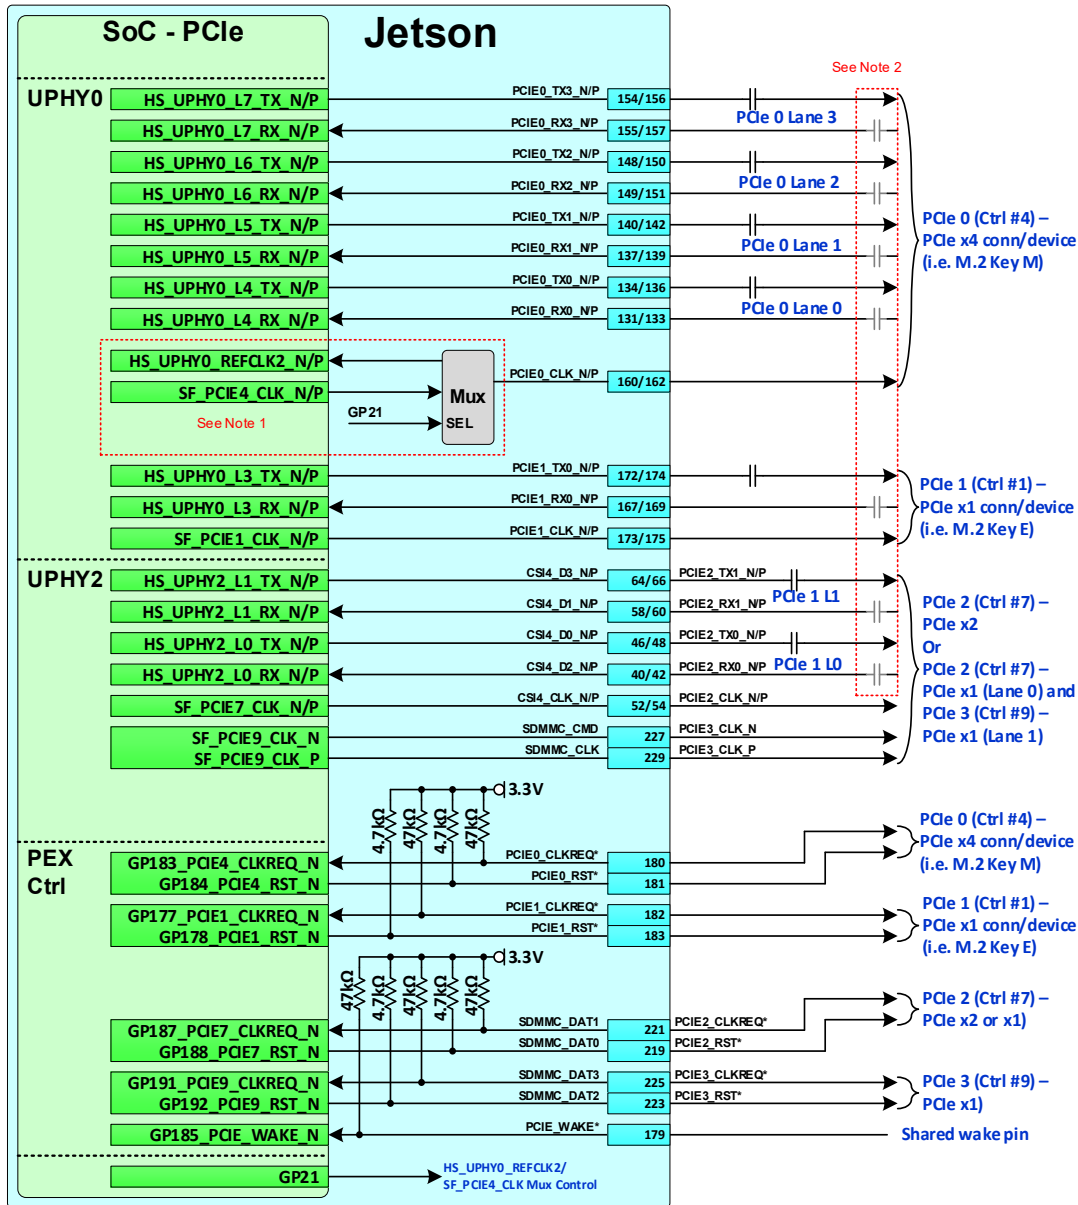 SoC - PCIe
Jetson
See Note 2
UPHY0
HS_UPHY0_L7_TX_N/P
PCIE0_TX3_N/P
154/156
PCIe 0 Lane 3
HS_UPHY0_L7_RX_N/P
PCIE0_RX3_N/P
155/157
HS_UPHY0_L6_TX_N/P
PCIE0_TX2_N/P
148/150
PCIe 0 Lane 2
HS_UPHY0_L6_RX_N/P
PCIE0_RX2_N/P
149/151
HS_UPHY0_L5_TX_N/P
PCIE0_TX1_N/P
140/142
PCIe 0 Lane 1
HS_UPHY0_L5_RX_N/P
PCIE0_RX1_N/P
137/139
HS_UPHY0_L4_TX_N/P
PCIE0_TX0_N/P
134/136
PCIe 0 Lane 0
HS_UPHY0_L4_RX_N/P
PCIE0_RX0_N/P
131/133
PCIe 0 (Ctrl #4) –
PCIe x4 conn/device
(i.e. M.2 Key M)
HS_UPHY0_REFCLK2_N/P
SF_PCIE4_CLK_N/P
See Note 1
GP21
Mux
SEL
PCIE0_CLK_N/P
160/162
HS_UPHY0_L3_TX_N/P
PCIE1_TX0_N/P
172/174
HS_UPHY0_L3_RX_N/P
PCIE1_RX0_N/P
167/169
SF_PCIE1_CLK_N/P
PCIE1_CLK_N/P
173/175
PCIe 1 (Ctrl #1) –
PCIe x1 conn/device
(i.e. M.2 Key E)
UPHY2
HS_UPHY2_L1_TX_N/P
CSI4_D3_N/P
64/66
PCIE2_TX1_N/P
PCIe 1 L1
HS_UPHY2_L1_RX_N/P
CSI4_D1_N/P
58/60
PCIE2_RX1_N/P
HS_UPHY2_L0_TX_N/P
CSI4_D0_N/P
46/48
PCIE2_TX0_N/P
PCIe 1 L0
HS_UPHY2_L0_RX_N/P
CSI4_D2_N/P
40/42
PCIE2_RX0_N/P
SF_PCIE7_CLK_N/P
CSI4_CLK_N/P
52/54
PCIE2_CLK_N/P
SF_PCIE9_CLK_N
SDMMC_CMD
227
PCIE3_CLK_N
SF_PCIE9_CLK_P
SDMMC_CLK
229
PCIE3_CLK_P
PCIe 2 (Ctrl #7) –
PCIe x2
Or
PCIe 2 (Ctrl #7) –
PCIe x1 (Lane 0) and
PCIe 3 (Ctrl #9) –
PCIe x1 (Lane 1)
3.3V
4.7kΩ
47kΩ
4.7kΩ
47kΩ
PEX
Ctrl
GP183_PCIE4_CLKREQ_N
PCIE0_CLKREQ*
180
GP184_PCIE4_RST_N
PCIE0_RST*
181
PCIe 0 (Ctrl #4) –
PCIe x4 conn/device
(i.e. M.2 Key M)
GP177_PCIE1_CLKREQ_N
PCIE1_CLKREQ*
182
GP178_PCIE1_RST_N
PCIE1_RST*
183
PCIe 1 (Ctrl #1) –
PCIe x1 conn/device
(i.e. M.2 Key E)
3.3V
47kΩ
4.7kΩ
47kΩ
4.7kΩ
47kΩ
GP187_PCIE7_CLKREQ_N
SDMMC_DAT1
221
PCIE2_CLKREQ*
GP188_PCIE7_RST_N
SDMMC_DAT0
219
PCIE2_RST*
PCIe 2 (Ctrl #7) –
PCIe x2 or x1)
GP191_PCIE9_CLKREQ_N
SDMMC_DAT3
225
PCIE3_CLKREQ*
GP192_PCIE9_RST_N
SDMMC_DAT2
223
PCIE3_RST*
PCIe 3 (Ctrl #9) –
PCIe x1)
GP185_PCIE_WAKE_N
PCIE_WAKE*
179
Shared wake pin
GP21
HS_UPHY0_REFCLK2/
SF_PCIE4_CLK Mux Control